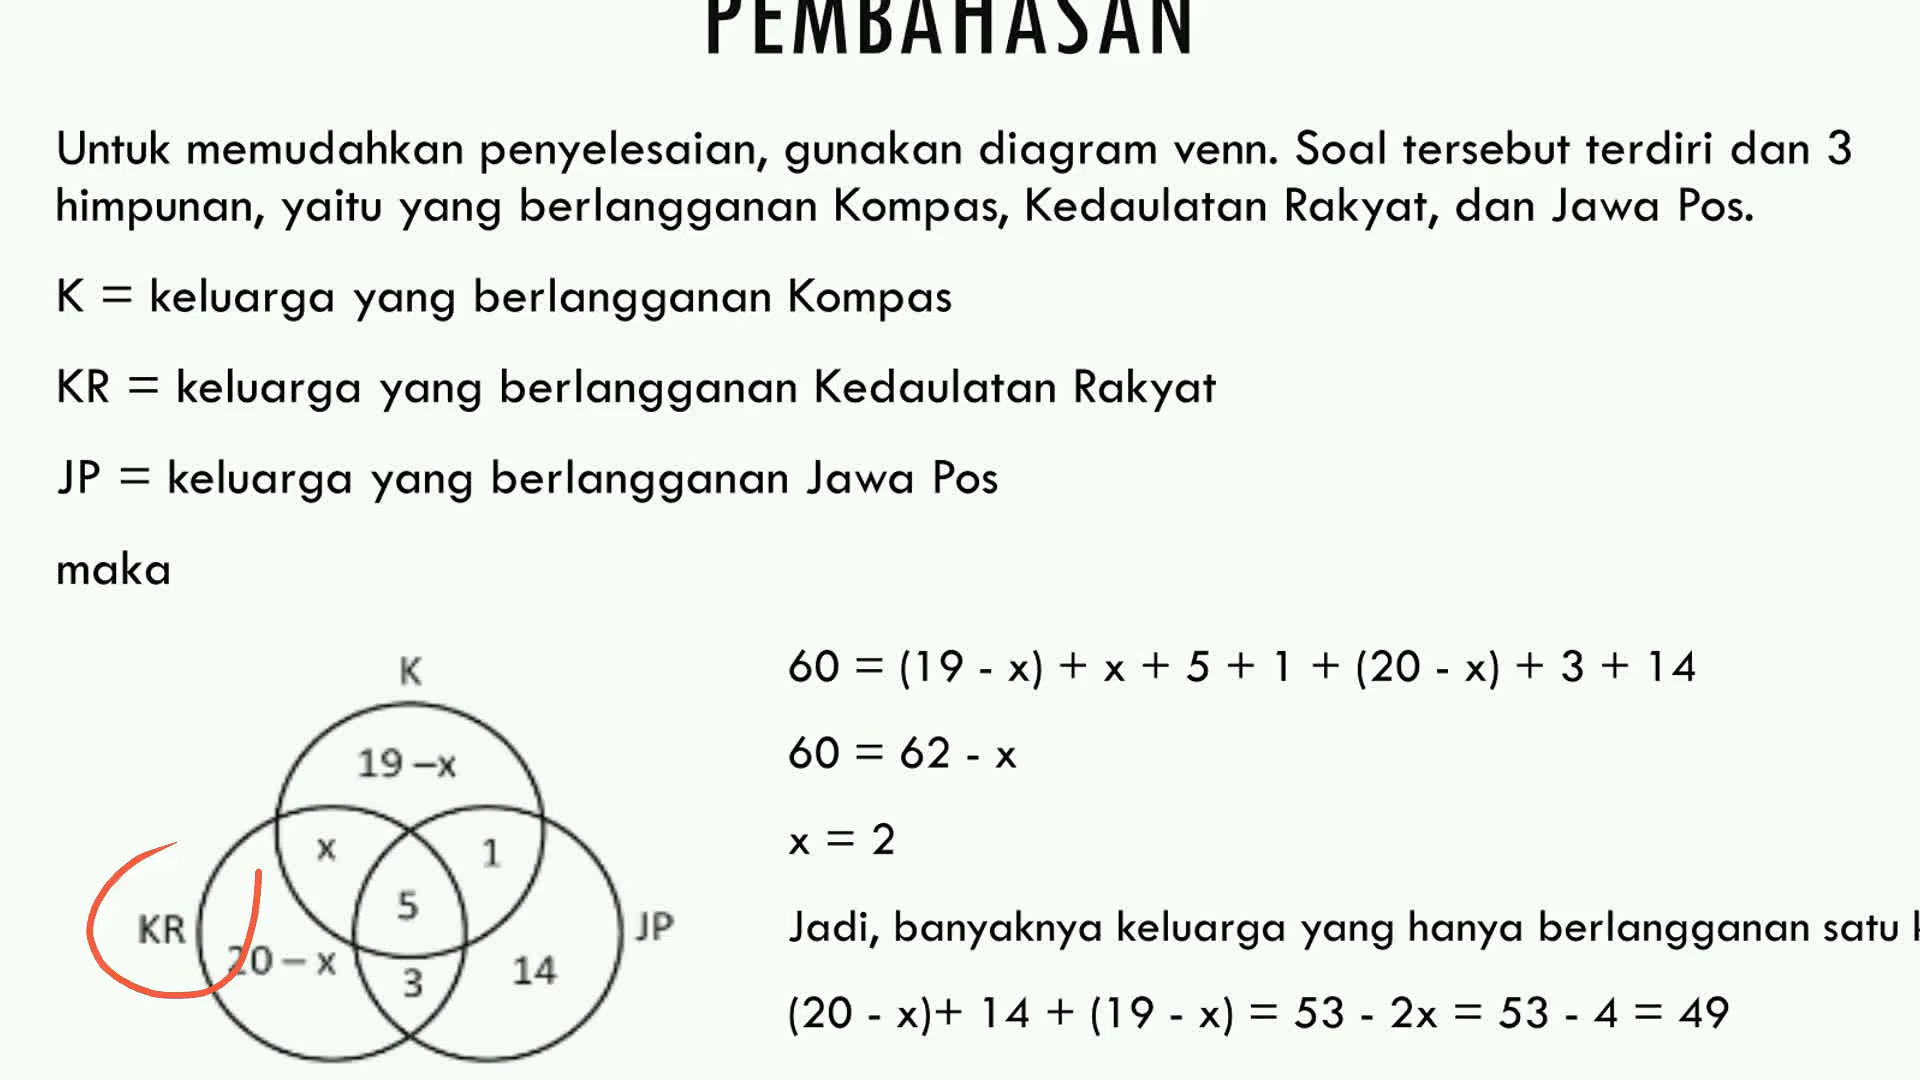 PEMBAHASAN
Untuk memudahkan penyelesaian, gunakan diagram venn. Soal tersebut terdiri dan 3
himpunan, yaitu yang berlangganan Kompas, Kedaulatan Rakyat, dan Jawa Pos.
K = keluarga yang berlangganan Kompas
KR = keluarga yang berlangganan Kedaulatan Rakyat
JP = keluarga yang berlangganan Jawa Pos
maka
K
19 –x
x
1
5
KR
JP
20 – x
3
14
60 = (19 - x) + x + 5 + 1 + (20 - x) + 3 + 14
60 = 62 - x
x = 2
Jadi, banyaknya keluarga yang hanya berlangganan satu
(20 - x)+ 14 + (19 - x) = 53 - 2x = 53 - 4 = 49